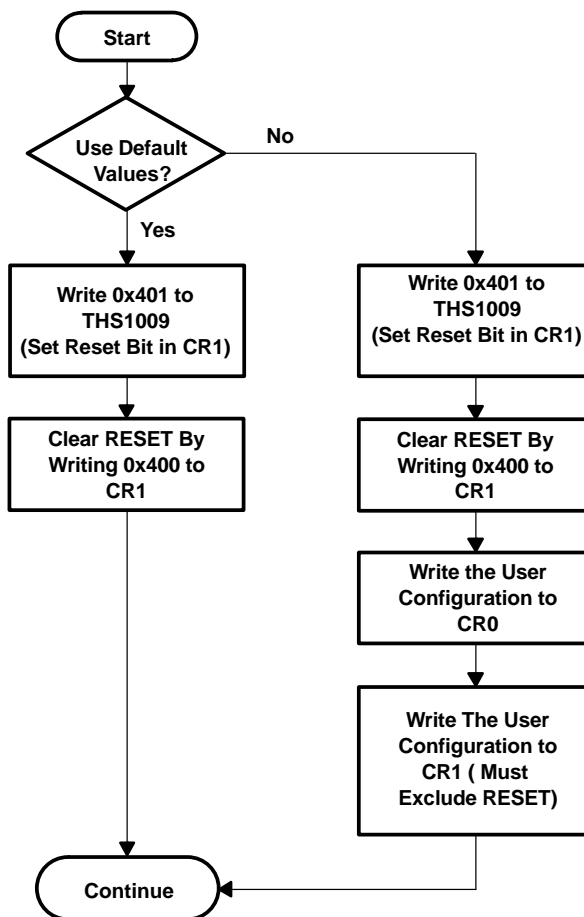 Start
Use Default
Values?
No
Yes
Write 0x401 to
THS1009
(Set Reset Bit in CR1)
Clear RESET By
Writing 0x400 to
CR1
Write 0x401 to
THS1009
(Set Reset Bit in CR1)
Clear RESET By
Writing 0x400 to
CR1
Write the User
Configuration to
CR0
Write The User
Configuration to
CR1 ( Must
Exclude RESET)
Continue